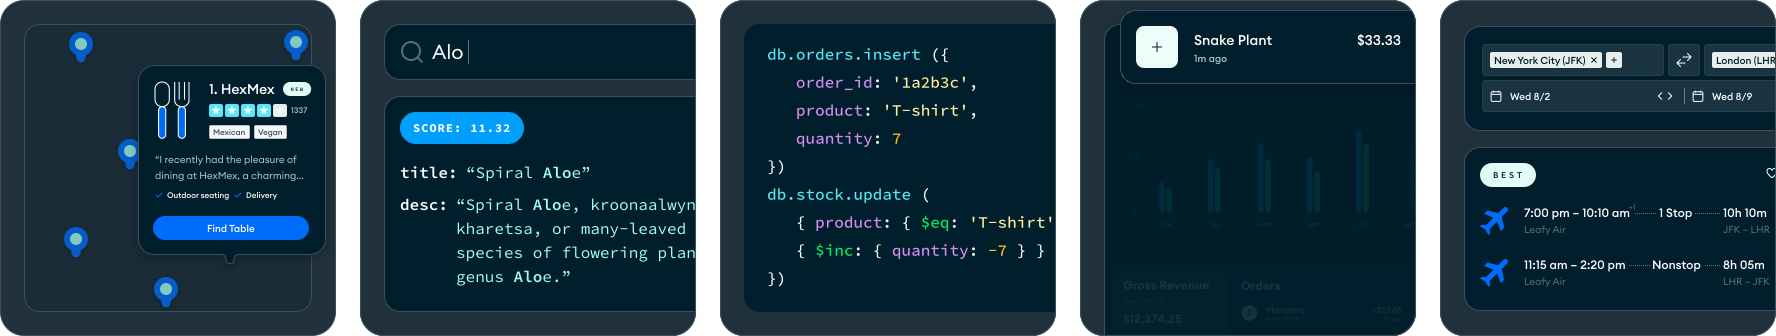 1. HexMex NEW
1337
Mexican Vegan
“I recently had the pleasure of
dining at HexMex, a charming...
Outdoor seating Delivery
Find Table
Alo
SCORE: 11.32
title: “Spiral Aloe”
desc: “Spiral Aloe, kroonaalwyn
kharetsa, or many-leaved
species of flowering plan
genus Aloe.”
db.orders.insert ({
order_id: '1a2b3c',
product: 'T-shirt',
quantity: 7
})
db.stock.update (
{ product: { $eq: 'T-shirt'
{ $inc: { quantity: -7 } }
})
Snake Plant $33.33
1m ago
Gross Revenue
$12,374.25
Orders
Monstera +$27.65
New York City (JFK) × +
London (LHR
Wed 8/2 Wed 8/9
BEST
7:00 pm – 10:10 am +1 1 Stop 10h 10m
Leafy Air JFK – LHR
11:15 am – 2:20 pm Nonstop 8h 05m
Leafy Air LHR – JFK